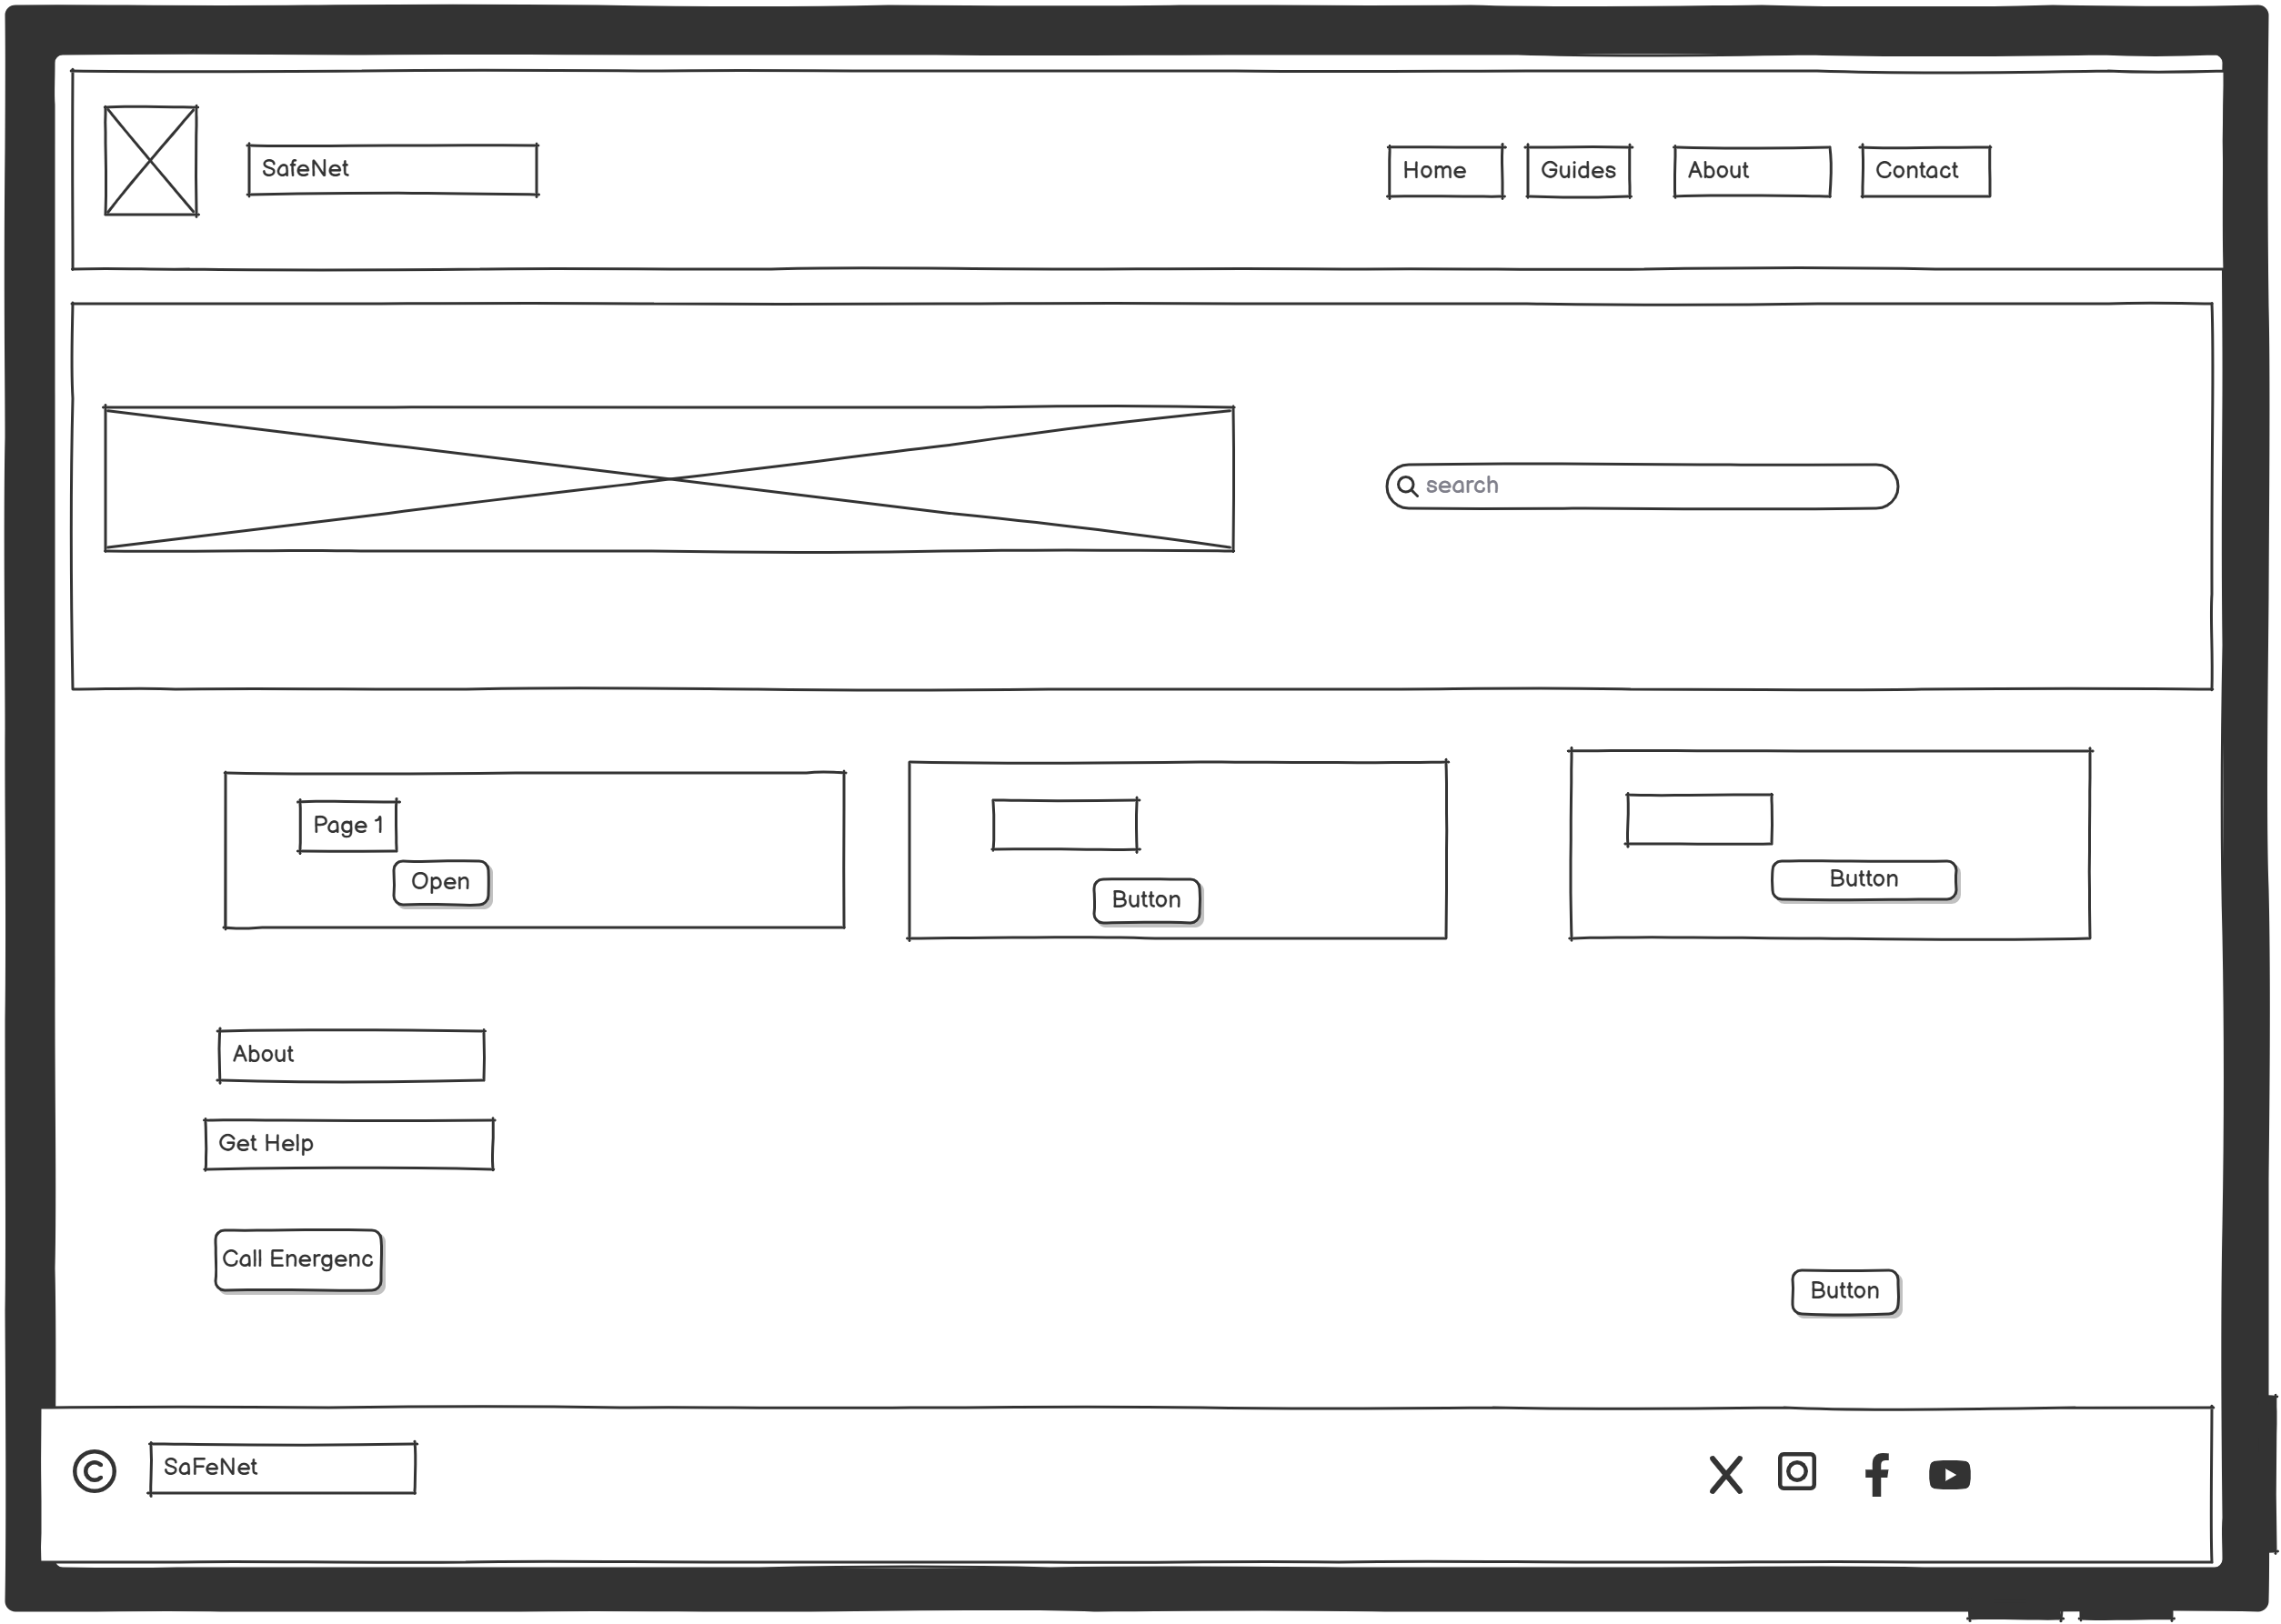 SafeNet
Home
Guides
About
Contact
search
Page 1
Open
Button
Button
About
Get Help
Call Energenc
Button
© SaFeNet